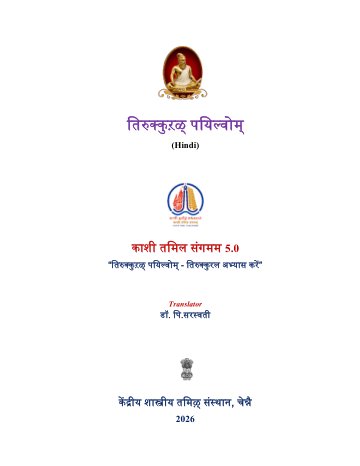 तिरुक्कुऱळ् पयिल्वोम्
(Hindi)
काशी तमिल संगमम 5.0
"तिरुक्कुऱळ् पयिल्वोम् - तिरुक्कुरल अभ्यास करें"
Translator
डॉ. पि.सरस्वती
केंद्रीय शास्त्रीय तमिऴ् संस्थान, चेन्नै
2026